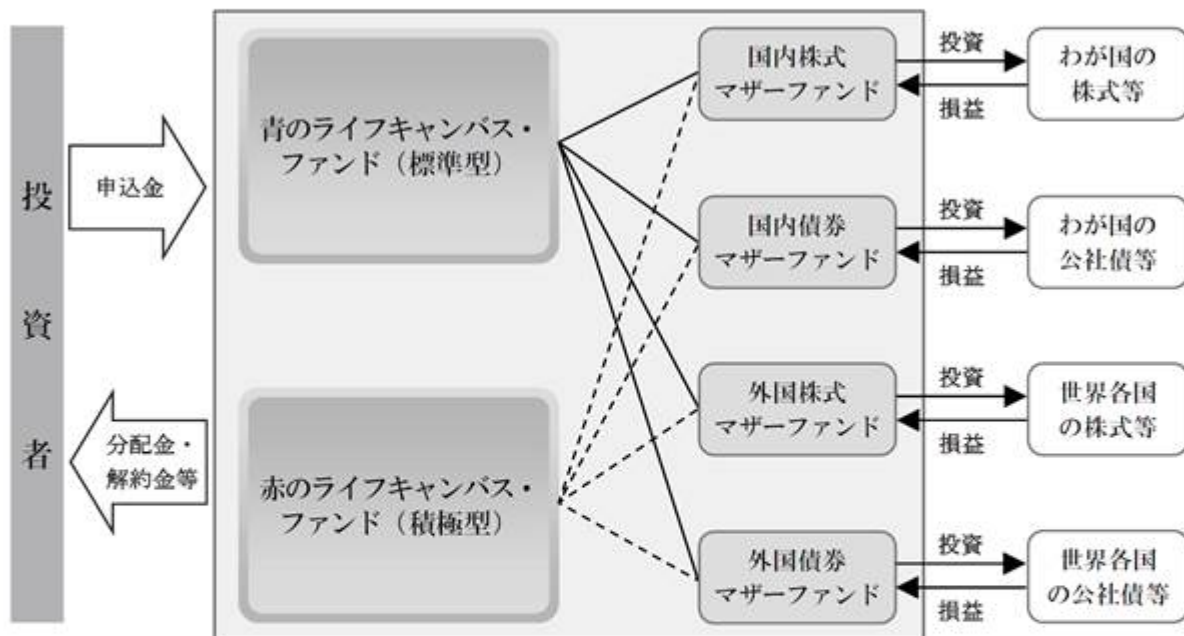 投資者
申込金
分配金・
解約金等
青のライフキャンバス・
ファンド（標準型）
赤のライフキャンバス・
ファンド（積極型）
国内株式
マザーファンド
投資
損益
わが国の
株式等
国内債券
マザーファンド
投資
損益
わが国の
公社債等
外国株式
マザーファンド
投資
損益
世界各国
の株式等
外国債券
マザーファンド
投資
損益
世界各国
の公社債等